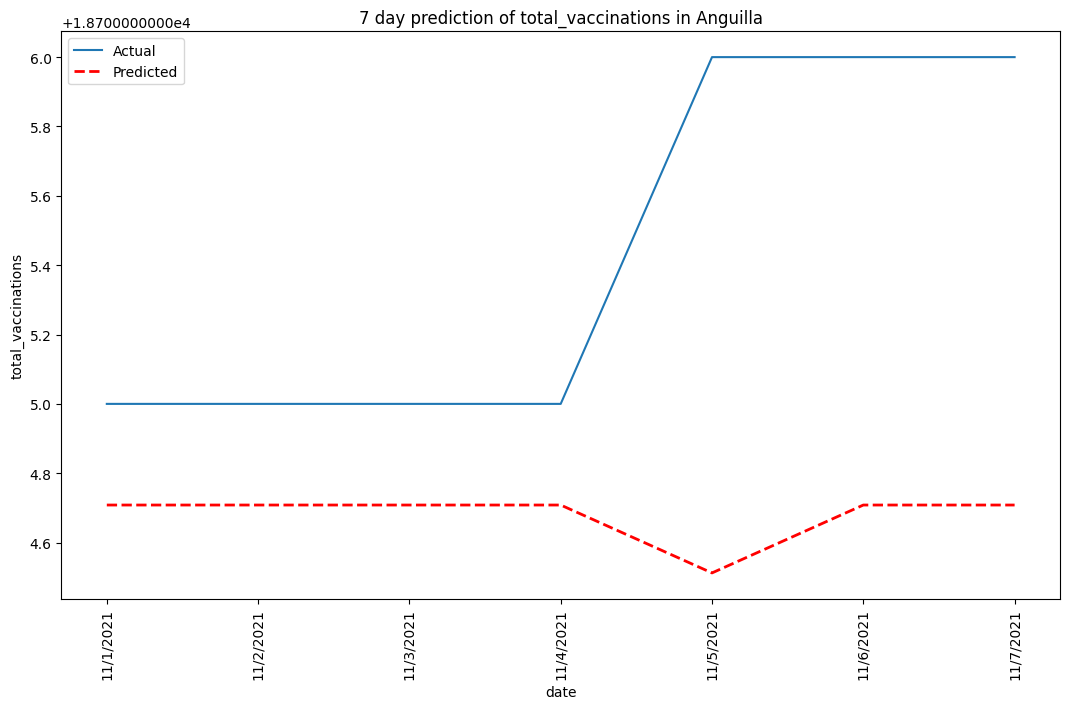 7 day prediction of total_vaccinations in Anguilla
+1.8700000000e4
Actual
Predicted
6.0
5.8
5.6
5.4
5.2
5.0
4.8
4.6
total_vaccinations
11/1/2021
11/2/2021
11/3/2021
11/4/2021
11/5/2021
11/6/2021
11/7/2021
date